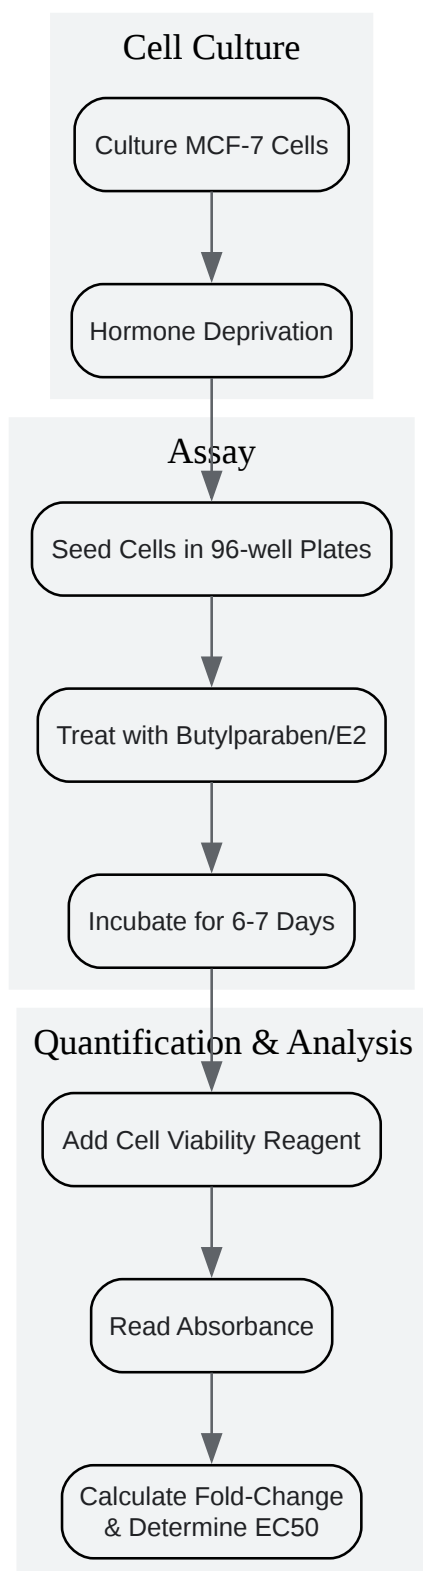 Cell Culture
Culture MCF-7 Cells
Hormone Deprivation
Assay
Seed Cells in 96-well Plates
Treat with Butylparaben/E2
Incubate for 6-7 Days
Quantification & Analysis
Add Cell Viability Reagent
Read Absorbance
Calculate Fold-Change
& Determine EC50